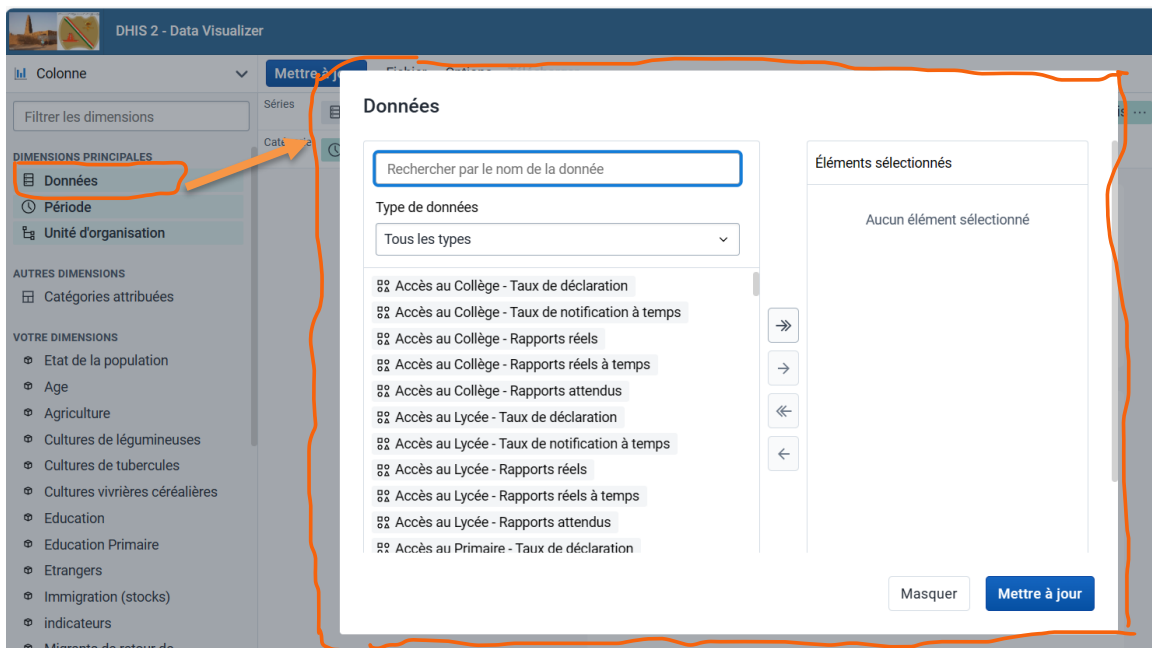 DHIS 2 - Data Visualizer
Colonne
Mettre à jo
Filtrer les dimensions
Séries
DIMENSIONS PRINCIPALES
Données
Période
Unité d'organisation
AUTRES DIMENSIONS
Catégories attribuées
VOTRE DIMENSIONS
Etat de la population
Age
Agriculture
Cultures de légumineuses
Cultures de tubercules
Cultures vivrières céréalières
Education
Education Primaire
Etrangers
Immigration (stocks)
indicateurs
Données
Rechercher par le nom de la donnée
Type de données
Tous les types
Accès au Collège - Taux de déclaration
Accès au Collège - Taux de notification à temps
Accès au Collège - Rapports réels
Accès au Collège - Rapports réels à temps
Accès au Collège - Rapports attendus
Accès au Lycée - Taux de déclaration
Accès au Lycée - Taux de notification à temps
Accès au Lycée - Rapports réels
Accès au Lycée - Rapports réels à temps
Accès au Lycée - Rapports attendus
Accès au Primaire - Taux de déclaration
Éléments sélectionnés
Aucun élément sélectionné
Masquer
Mettre à jour